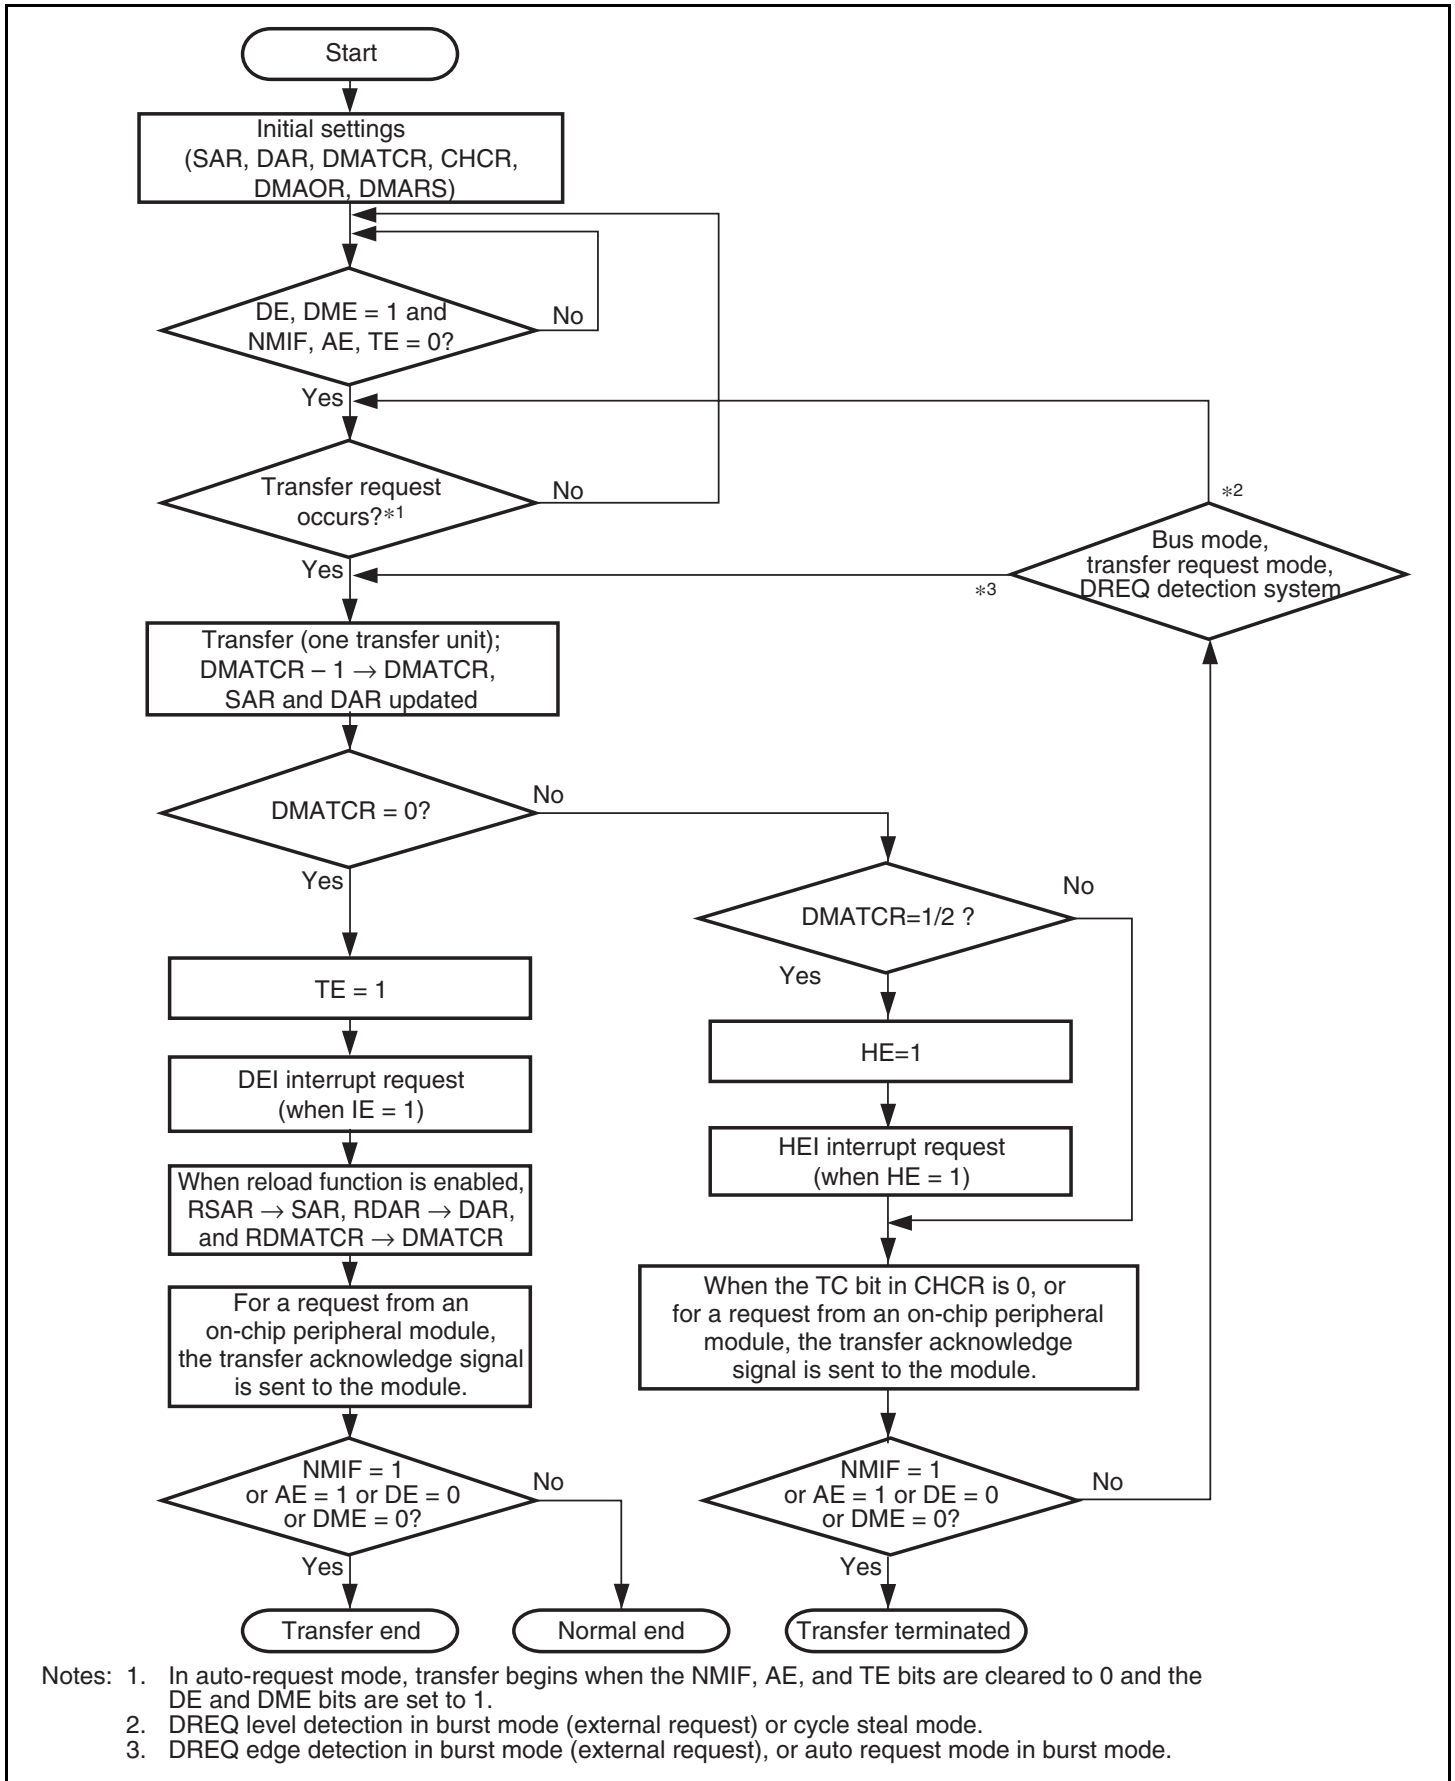 Start
Initial settings
(SAR, DAR, DMATCR, CHCR,
DMAOR, DMARS)
DE, DME = 1 and
NMIF, AE, TE = 0?
No
Yes
Transfer request
occurs?*1
No
Yes
*2
Bus mode,
transfer request mode,
DREQ detection system
*3
Transfer (one transfer unit);
DMATCR – 1 → DMATCR,
SAR and DAR updated
DMATCR = 0?
No
Yes
DMATCR=1/2 ?
No
Yes
TE = 1
HE=1
DEI interrupt request
(when IE = 1)
HEI interrupt request
(when HE = 1)
When reload function is enabled,
RSAR → SAR, RDAR → DAR,
and RDMATCR → DMATCR
For a request from an
on-chip peripheral module,
the transfer acknowledge signal
is sent to the module.
When the TC bit in CHCR is 0, or
for a request from an on-chip peripheral
module, the transfer acknowledge
signal is sent to the module.
NMIF = 1
or AE = 1 or DE = 0
or DME = 0?
No
Yes
NMIF = 1
or AE = 1 or DE = 0
or DME = 0?
No
Yes
Transfer end
Normal end
Transfer terminated
Notes: 1. In auto-request mode, transfer begins when the NMIF, AE, and TE bits are cleared to 0 and the
DE and DME bits are set to 1.
2. DREQ level detection in burst mode (external request) or cycle steal mode.
3. DREQ edge detection in burst mode (external request), or auto request mode in burst mode.